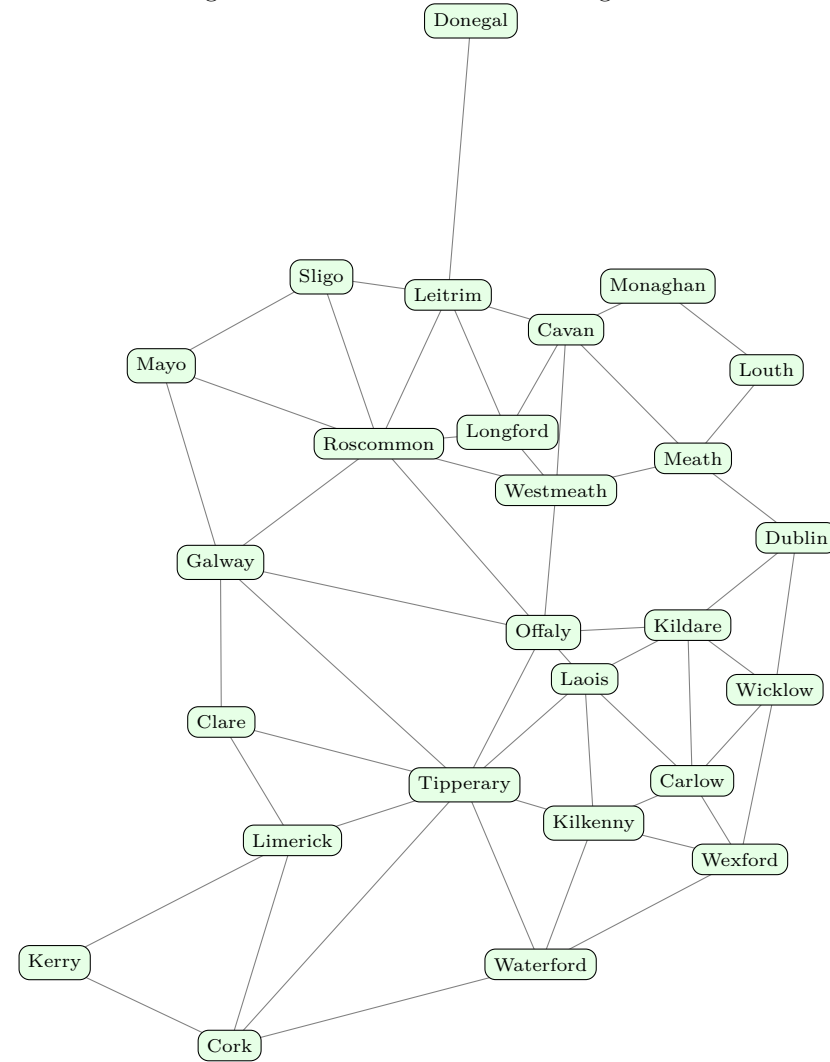 Donegal
Sligo
Leitrim
Monaghan
Cavan
Mayo
Louth
Roscommon
Longford
Meath
Westmeath
Dublin
Galway
Offaly
Kildare
Laois
Wicklow
Clare
Tipperary
Carlow
Kilkenny
Limerick
Wexford
Kerry
Waterford
Cork